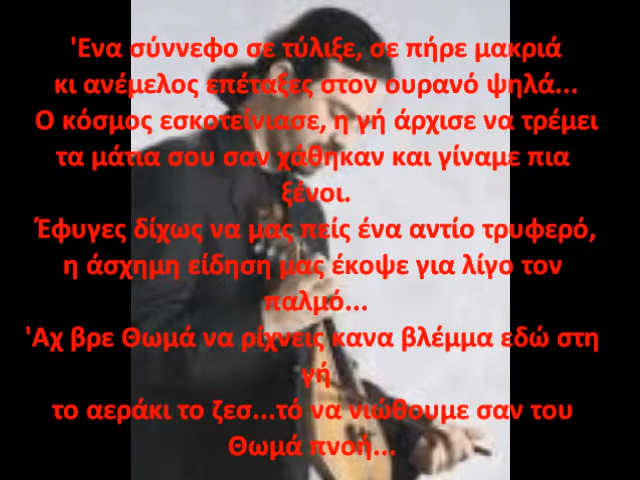 'Ενα σύννεφο σε τύλιξε, σε πήρε μακριά
κι ανέμελος επέταξες στον ουρανό ψηλά...
Ο κόσμος εσκοτείνιασε, η γή άρχισε να τρέμει
τα μάτια σου σαν χάθηκαν και γίναμε πια
ξένοι.
Έφυγες δίχως να μας πείς ένα αντίο τρυφερό,
η άσχημη είδηση μας έκοψε για λίγο τον
παλμό...
'Αχ βρε Θωμά να ρίχνεις κανα βλέμμα εδώ στη
γή
το αεράκι το ζεσ...τό να νιώθουμε σαν του
Θωμά πνοή...